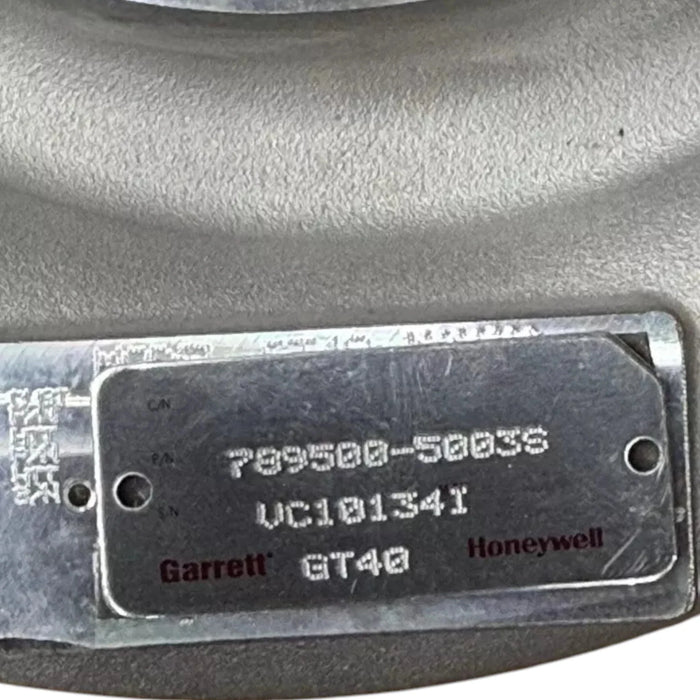 C/N
P/N 789500-5003S
S/N VC10134I
Garrett GT40 Honeywell